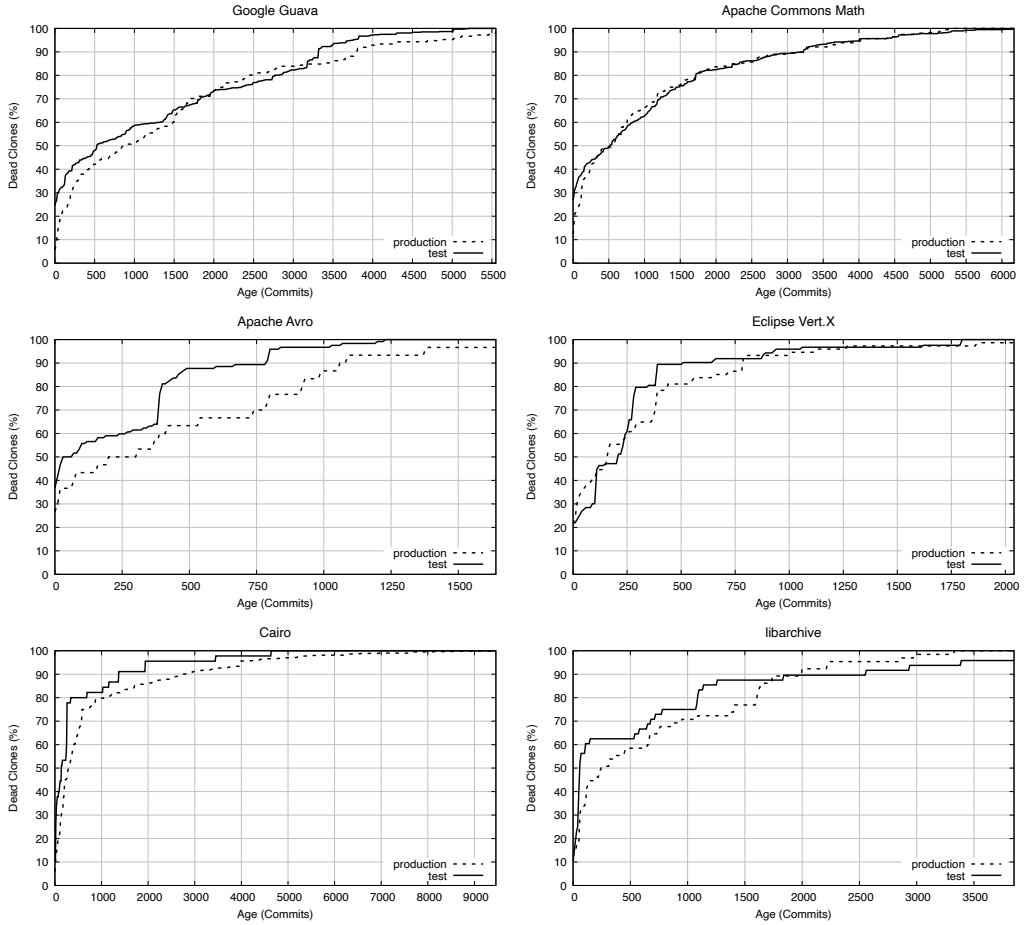 Google Guava
Dead Clones (%)
100
90
80
70
60
50
40
30
20
10
0
production
test
0 500 1000 1500 2000 2500 3000 3500 4000 4500 5000 5500
Age (Commits)
Apache Commons Math
Dead Clones (%)
100
90
80
70
60
50
40
30
20
10
0
production
test
0 500 1000 1500 2000 2500 3000 3500 4000 4500 5000 5500 6000
Age (Commits)
Apache Avro
Dead Clones (%)
100
90
80
70
60
50
40
30
20
10
0
production
test
0 250 500 750 1000 1250 1500
Age (Commits)
Eclipse Vert.X
Dead Clones (%)
100
90
80
70
60
50
40
30
20
10
0
production
test
0 250 500 750 1000 1250 1500 1750 2000
Age (Commits)
Cairo
Dead Clones (%)
100
90
80
70
60
50
40
30
20
10
0
production
test
0 1000 2000 3000 4000 5000 6000 7000 8000 9000
Age (Commits)
libarchive
Dead Clones (%)
100
90
80
70
60
50
40
30
20
10
0
production
test
0 500 1000 1500 2000 2500 3000 3500
Age (Commits)